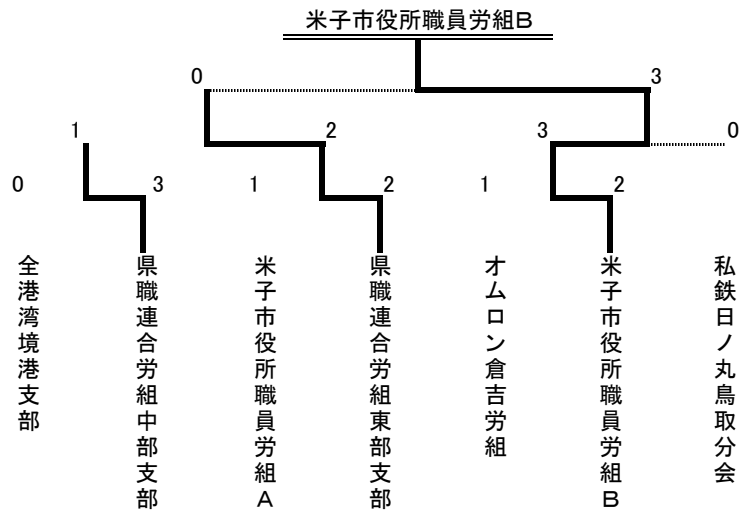 米子市役所職員労組B
0
3
1
2
3
0
0
3
1
2
1
2
全港湾境港支部
県職連合労組中部支部
米子市役所職員労組A
県職連合労組東部支部
オムロン倉吉労組
米子市役所職員労組B
私鉄日ノ丸鳥取分会